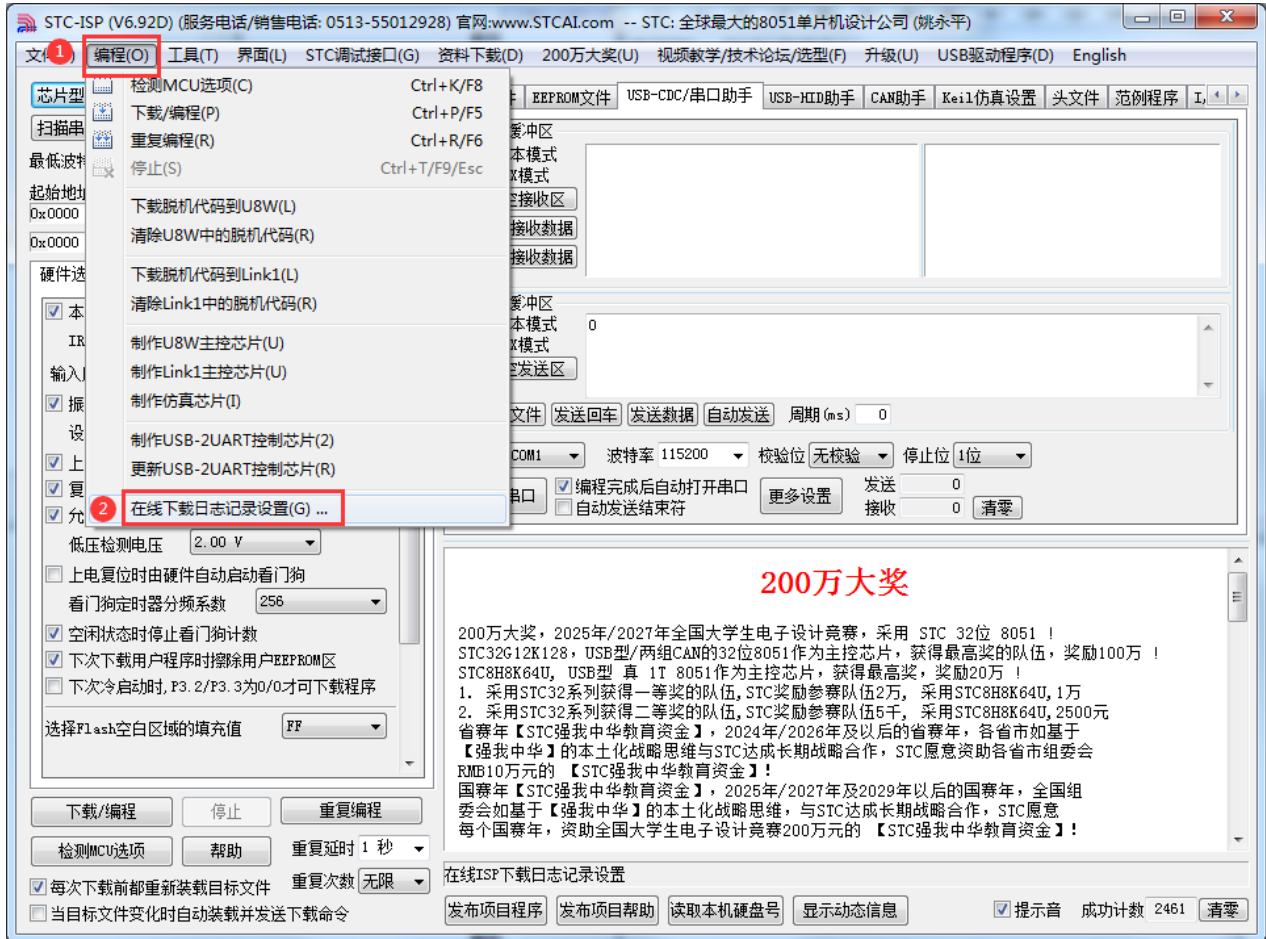 STC-ISP (V6.92D) (服务电话/销售电话: 0513-55012928) 官网:www.STCAI.com -- STC: 全球最大的8051单片机设计公司 (姚永平)
1
编程(O) 工具(T) 界面(L) STC调试接口(G) 资料下载(D) 200万大奖(U) 视频教学/技术论坛/选型(F) 升级(U) USB驱动程序(D) English
检测MCU选项(C) Ctrl+K/F8
下载/编程(P) Ctrl+P/F5
重复编程(R) Ctrl+R/F6
停止(S) Ctrl+T/F9/Esc
下载脱机代码到U8W(L)
清除U8W中的脱机代码(R)
下载脱机代码到Link1(L)
清除Link1中的脱机代码(R)
制作U8W主控芯片(U)
制作Link1主控芯片(U)
制作仿真芯片(I)
制作USB-2UART控制芯片(2)
更新USB-2UART控制芯片(R)
2
在线下载日志记录设置(G) ...
芯片型
扫描串
最低波特
起始地址
0x0000
0x0000
硬件选
本
IR
输入
振
设
上
复
允
低压检测电压 2.00 V
上电复位时由硬件自动启动看门狗
看门狗定时器分频系数 256
空闲状态时停止看门狗计数
下次下载用户程序时擦除用户EEPROM区
下次冷启动时,P3.2/P3.3为0/0才可下载程序
选择Flash空白区域的填充值 FF
下载/编程 停止 重复编程
检测MCU选项 帮助 重复延时 1 秒
每次下载前都重新装载目标文件 重复次数 无限
当目标文件变化时自动装载并发送下载命令
EEPROM文件 USB-CDC/串口助手 USB-HID助手 CAN助手 Keil仿真设置 头文件 范例程序 I/
缓冲区
本模式
X模式
空接收区
接收数据
接收数据
缓冲区
本模式 0
X模式
空发送区
文件 发送回车 发送数据 自动发送 周期(ms) 0
COM1 波特率 115200 校验位 无校验 停止位 1位
串口 编程完成后自动打开串口 更多设置 发送 0
自动发送结束符 接收 0 清零
200万大奖
200万大奖，2025年/2027年全国大学生电子设计竞赛，采用 STC 32位 8051 !
STC32G12K128，USB型/两组CAN的32位8051作为主控芯片，获得最高奖的队伍，奖励100万 !
STC8H8K64U, USB型 真 1T 8051作为主控芯片，获得最高奖，奖励20万 !
1. 采用STC32系列获得一等奖的队伍,STC奖励参赛队伍2万, 采用STC8H8K64U,1万
2. 采用STC32系列获得二等奖的队伍,STC奖励参赛队伍5千, 采用STC8H8K64U,2500元
省赛年【STC强我中华教育资金】，2024年/2026年及以后的省赛年，各省市如基于
【强我中华】的本土化战略思维与STC达成长期战略合作，STC愿意资助各省市组委会
RMB10万元的 【STC强我中华教育资金】!
国赛年【STC强我中华教育资金】，2025年/2027年及2029年以后的国赛年，全国组
委会如基于【强我中华】的本土化战略思维，与STC达成长期战略合作，STC愿意
每个国赛年，资助全国大学生电子设计竞赛200万元的 【STC强我中华教育资金】!
在线ISP下载日志记录设置
发布项目程序 发布项目帮助 读取本机硬盘号 显示动态信息 提示音 成功计数 2461 清零